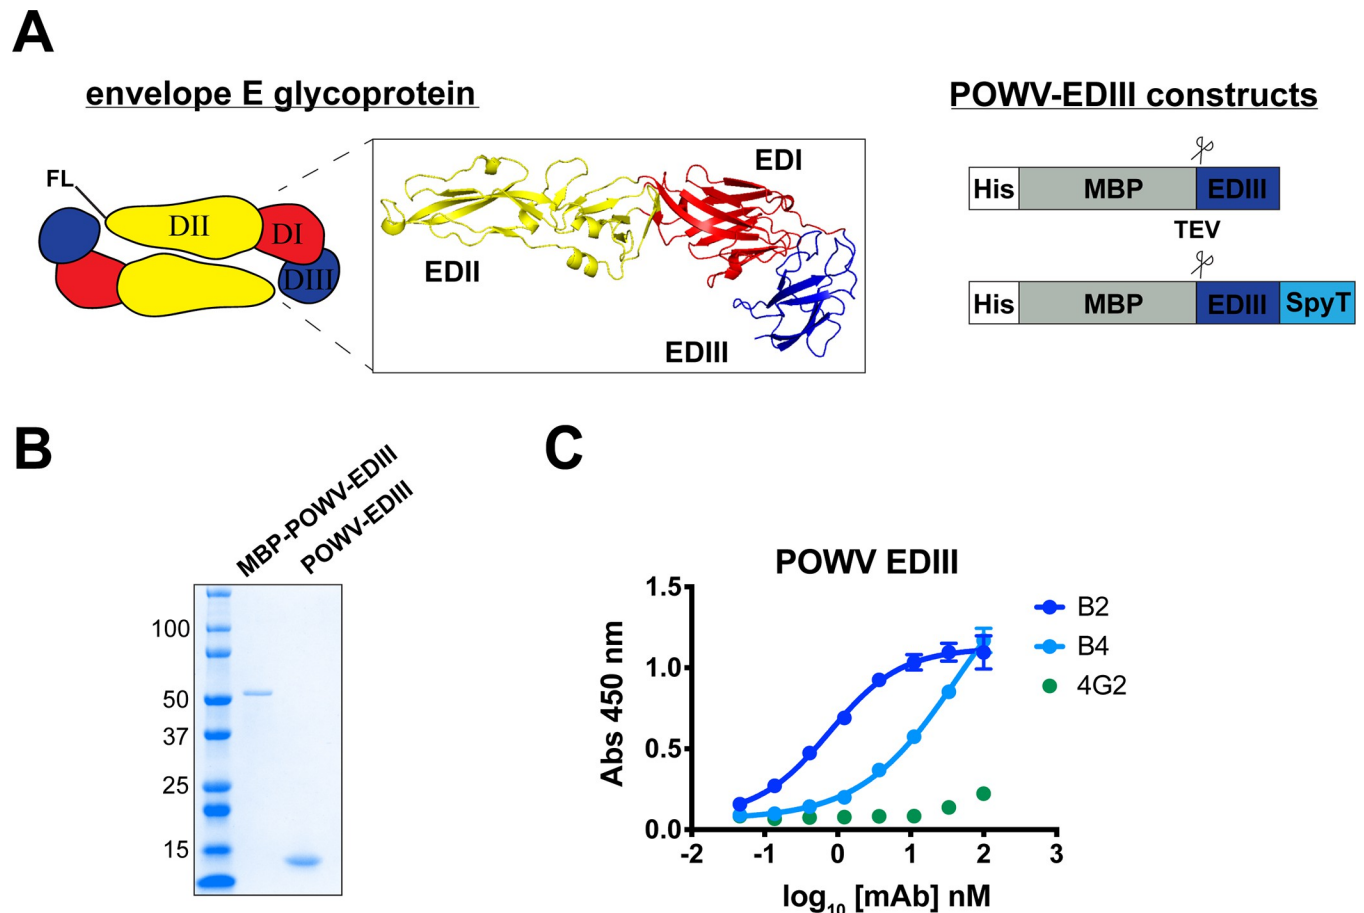 A
envelope E glycoprotein
POWV-EDIII constructs
FL
DII
DI
DIII
EDI
EDII
EDIII
His MBP EDIII
TEV
His MBP EDIII SpyT
B
MBP-POWV-EDIII
POWV-EDIII
100
50
37
25
15
C
POWV EDIII
Abs 450 nm
1.5
1.0
0.5
0.0
-2 -1 0 1 2 3
log10 [mAb] nM
B2
B4
4G2